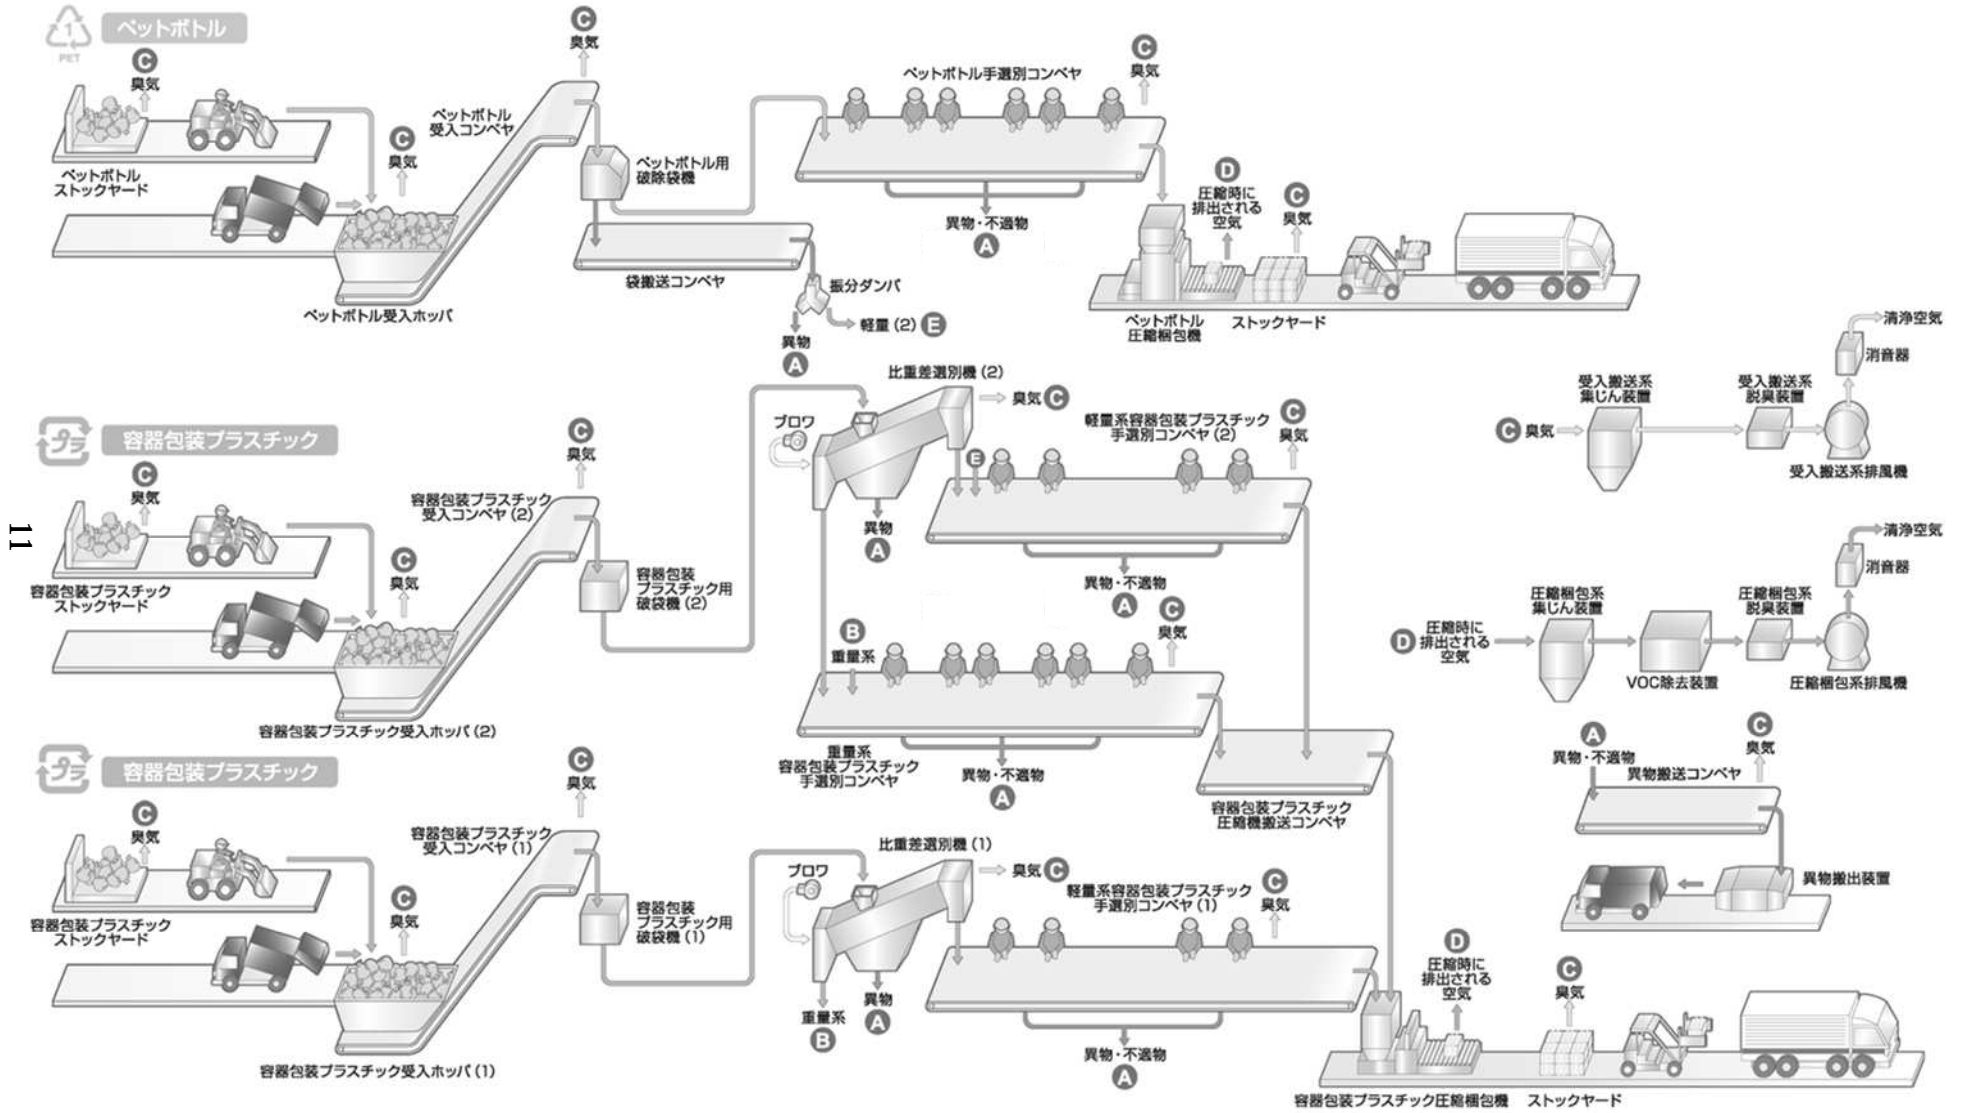 1
PET
ペットボトル
C
臭気
ペットボトル
ストックヤード
C
臭気
ペットボトル受入ホッパ
ペットボトル
受入コンベヤ
C
臭気
ペットボトル用
破除袋機
袋搬送コンベヤ
振分ダンパ
軽量(2) E
異物
A
ペットボトル手選別コンベヤ
C
臭気
異物・不適物
A
D
圧縮時に
排出される
空気
C
臭気
ペットボトル
圧縮梱包機
ストックヤード
プラ
容器包装プラスチック
C
臭気
容器包装プラスチック
ストックヤード
C
臭気
容器包装プラスチック受入ホッパ(2)
容器包装プラスチック
受入コンベヤ(2)
C
臭気
容器包装
プラスチック用
破袋機(2)
比重差選別機(2)
ブロワ
臭気 C
異物
A
E
軽量系容器包装プラスチック
手選別コンベヤ(2)
C
臭気
異物・不適物
A
B
重量系
C
臭気
重量系
容器包装プラスチック
手選別コンベヤ
異物・不適物
A
容器包装プラスチック
圧縮機搬送コンベヤ
プラ
容器包装プラスチック
C
臭気
容器包装プラスチック
ストックヤード
C
臭気
容器包装プラスチック受入ホッパ(1)
容器包装プラスチック
受入コンベヤ(1)
C
臭気
容器包装
プラスチック用
破袋機(1)
比重差選別機(1)
ブロワ
臭気 C
重量系
B
異物
A
軽量系容器包装プラスチック
手選別コンベヤ(1)
C
臭気
異物・不適物
A
D
圧縮時に
排出される
空気
C
臭気
容器包装プラスチック圧縮梱包機
ストックヤード
C 臭気
受入搬送系
集じん装置
受入搬送系
脱臭装置
清浄空気
消音器
受入搬送系排風機
D 圧縮時に
排出される
空気
圧縮梱包系
集じん装置
VOC除去装置
圧縮梱包系
脱臭装置
清浄空気
消音器
圧縮梱包系排風機
A
異物・不適物
C
臭気
異物搬送コンベヤ
異物搬出装置
11